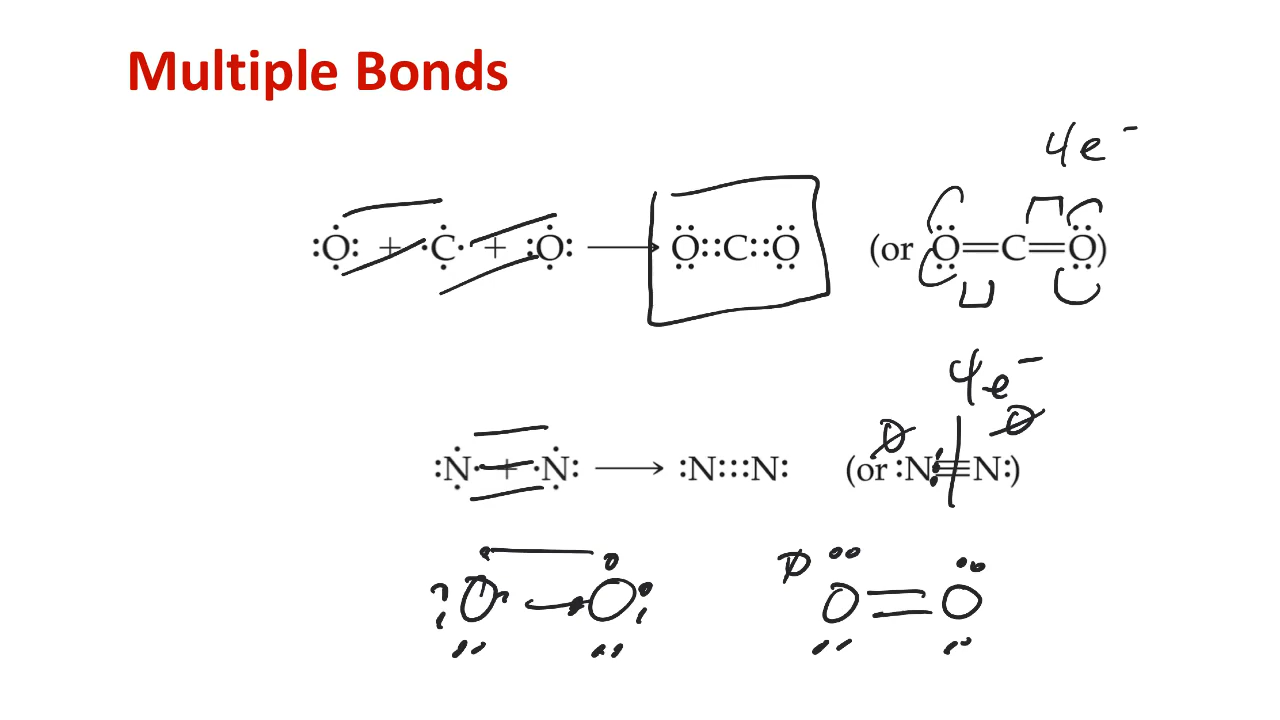 Multiple Bonds
4e⁻
:Ö: + ·Ċ· + :Ö: ⟶ Ö::C::Ö (or Ö=C=Ö)
4e⁻
:N· + ·N: ⟶ :N:::N: (or :N≡N:)
O O O=O